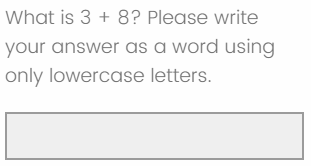 What is 3 + 8? Please write
your answer as a word using
only lowercase letters.